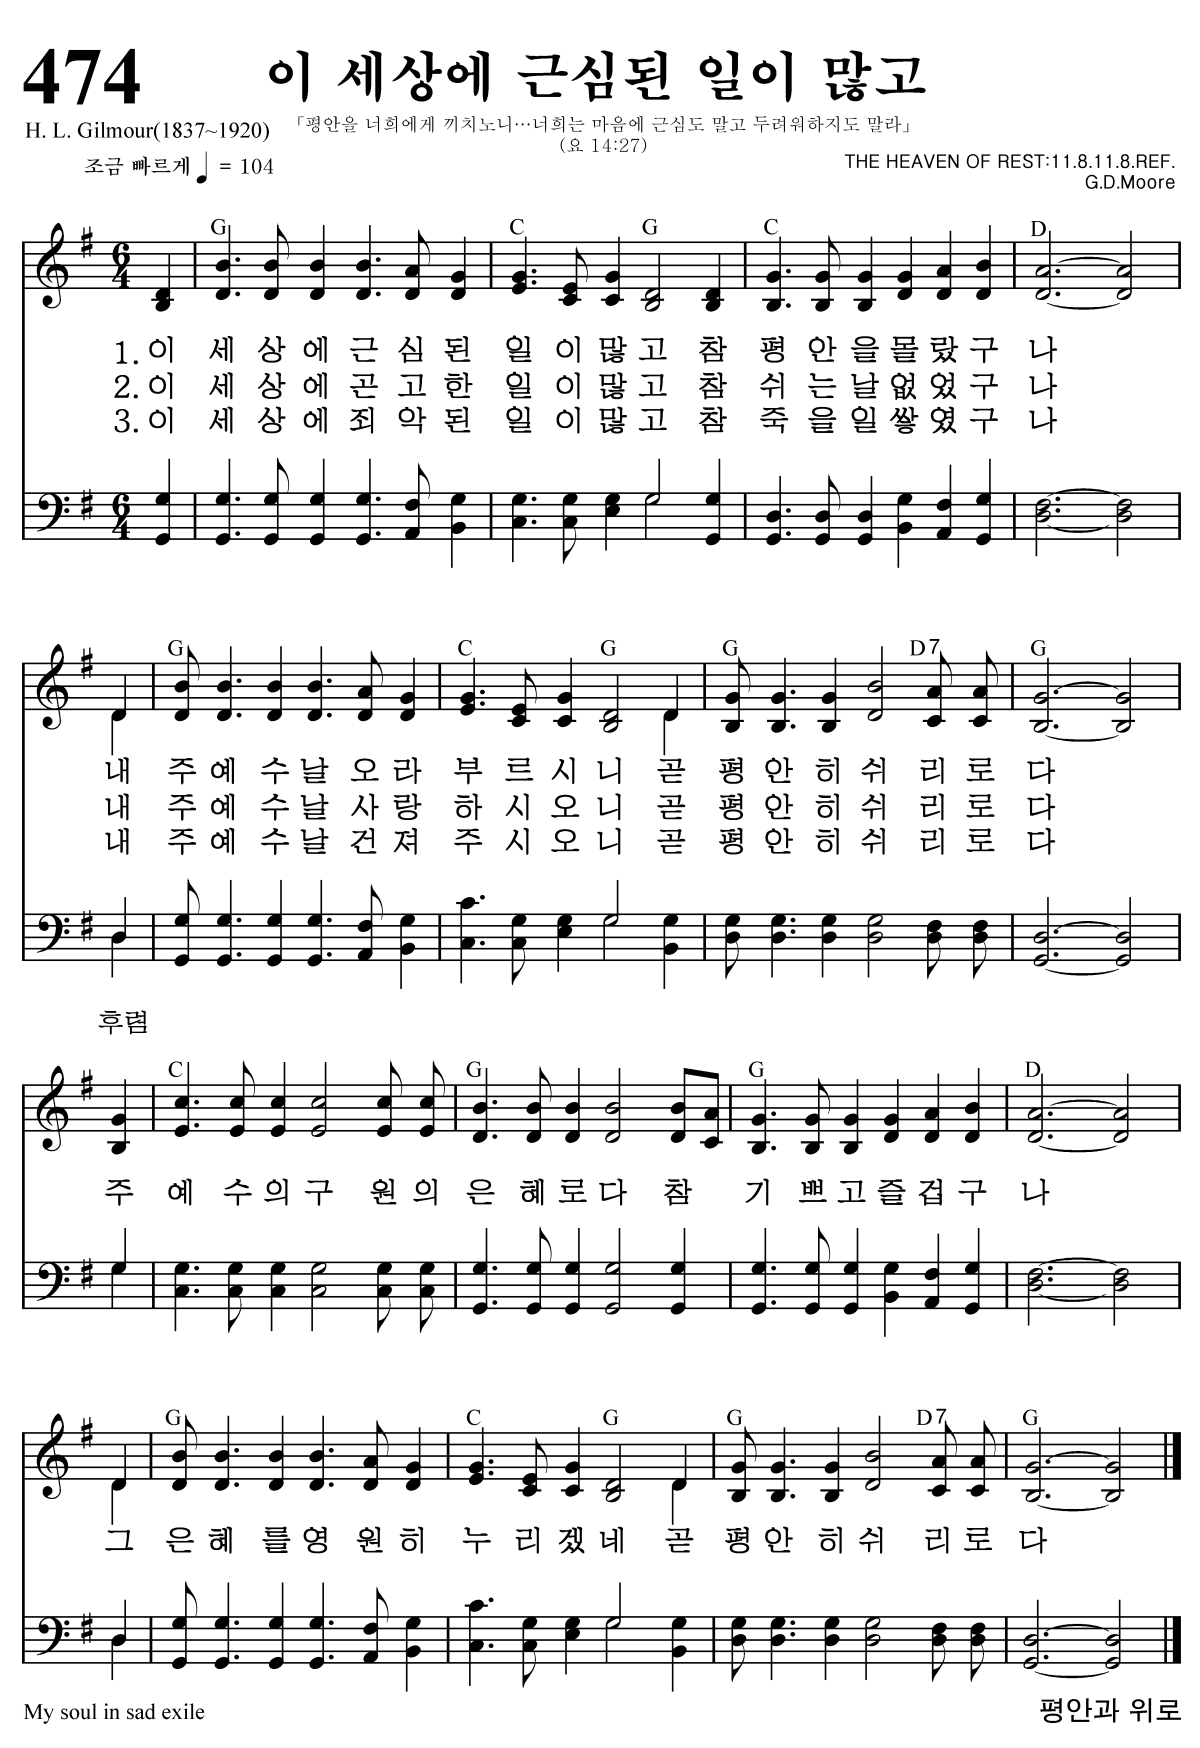 474 이 세상에 근심된 일이 많고
H. L. Gilmour(1837~1920) 「평안을 너희에게 끼치노니…너희는 마음에 근심도 말고 두려워하지도 말라」
(요 14:27)
조금 빠르게 ♩ = 104
THE HEAVEN OF REST:11.8.11.8.REF.
G.D.Moore
G C G C D
6 4
1. 이 세 상 에 근 심 된 일 이 많 고 참 평 안 을 몰 랐 구 나
2. 이 세 상 에 곤 고 한 일 이 많 고 참 쉬 는 날 없 었 구 나
3. 이 세 상 에 죄 악 된 일 이 많 고 참 죽 을 일 쌓 였 구 나
6 4
G C G G D7 G
내 주 예 수 날 오 라 부 르 시 니 곧 평 안 히 쉬 리 로 다
내 주 예 수 날 사 랑 하 시 오 니 곧 평 안 히 쉬 리 로 다
내 주 예 수 날 건 져 주 시 오 니 곧 평 안 히 쉬 리 로 다
후렴
C G G D
주 예 수 의 구 원 의 은 혜 로 다 참 기 쁘 고 즐 겁 구 나
G C G G D7 G
그 은 혜 를 영 원 히 누 리 겠 네 곧 평 안 히 쉬 리 로 다
My soul in sad exile 평안과 위로